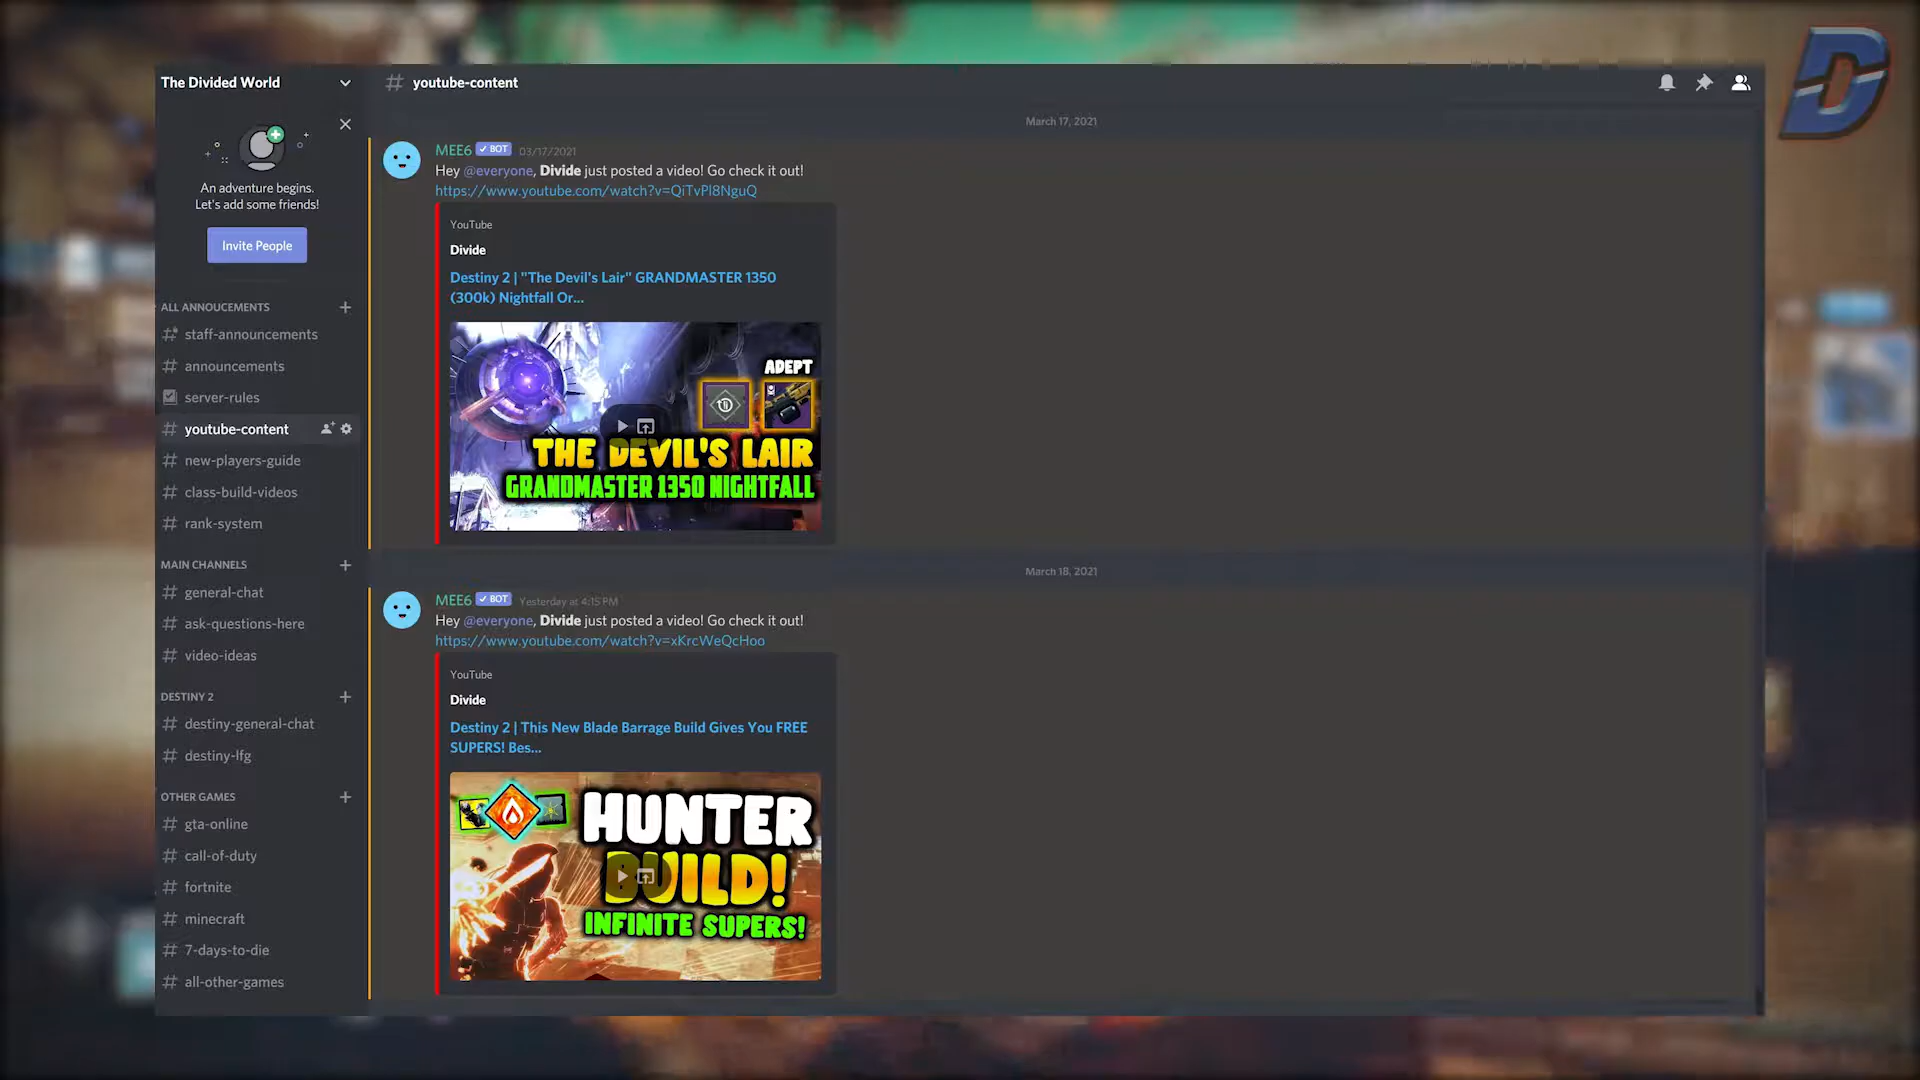 The Divided World
An adventure begins.
Let's add some friends!
Invite People
ALL ANNOUCEMENTS
staff-announcements
announcements
server-rules
youtube-content
new-players-guide
class-build-videos
rank-system
MAIN CHANNELS
general-chat
ask-questions-here
video-ideas
DESTINY 2
destiny-general-chat
destiny-lfg
OTHER GAMES
gta-online
call-of-duty
fortnite
minecraft
7-days-to-die
all-other-games
# youtube-content
March 17, 2021
MEE6 ✓ BOT 03/17/2021
Hey @everyone, Divide just posted a video! Go check it out!
https://www.youtube.com/watch?v=QiTvPl8NguQ
YouTube
Divide
Destiny 2 | "The Devil's Lair" GRANDMASTER 1350
(300k) Nightfall Or...
ADEPT
THE DEVIL'S LAIR
GRANDMASTER 1350 NIGHTFALL
March 18, 2021
MEE6 ✓ BOT Yesterday at 4:15 PM
Hey @everyone, Divide just posted a video! Go check it out!
https://www.youtube.com/watch?v=xKrcWeQcHoo
YouTube
Divide
Destiny 2 | This New Blade Barrage Build Gives You FREE
SUPERS! Bes...
HUNTER
BUILD!
INFINITE SUPERS!
D